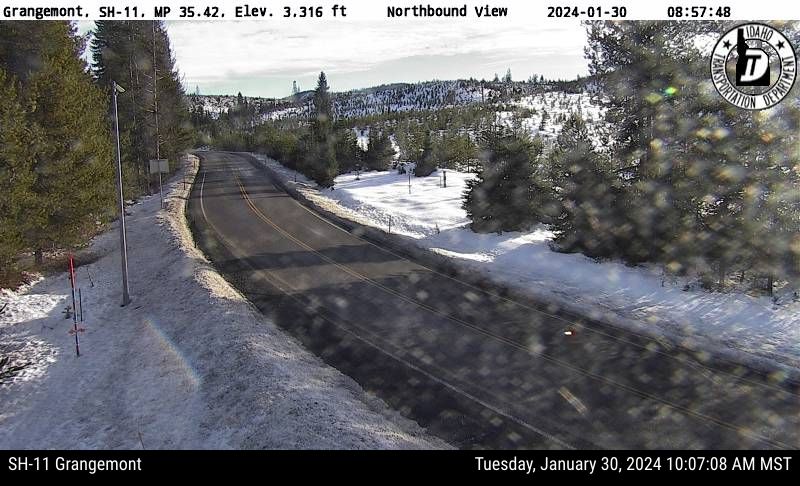 Grangemont, SH-11, MP 35.42, Elev. 3,316 ft Northbound View 2024-01-30 08:57:48
IDAHO
TRANSPORTATION DEPARTMENT
SH-11 Grangemont Tuesday, January 30, 2024 10:07:08 AM MST